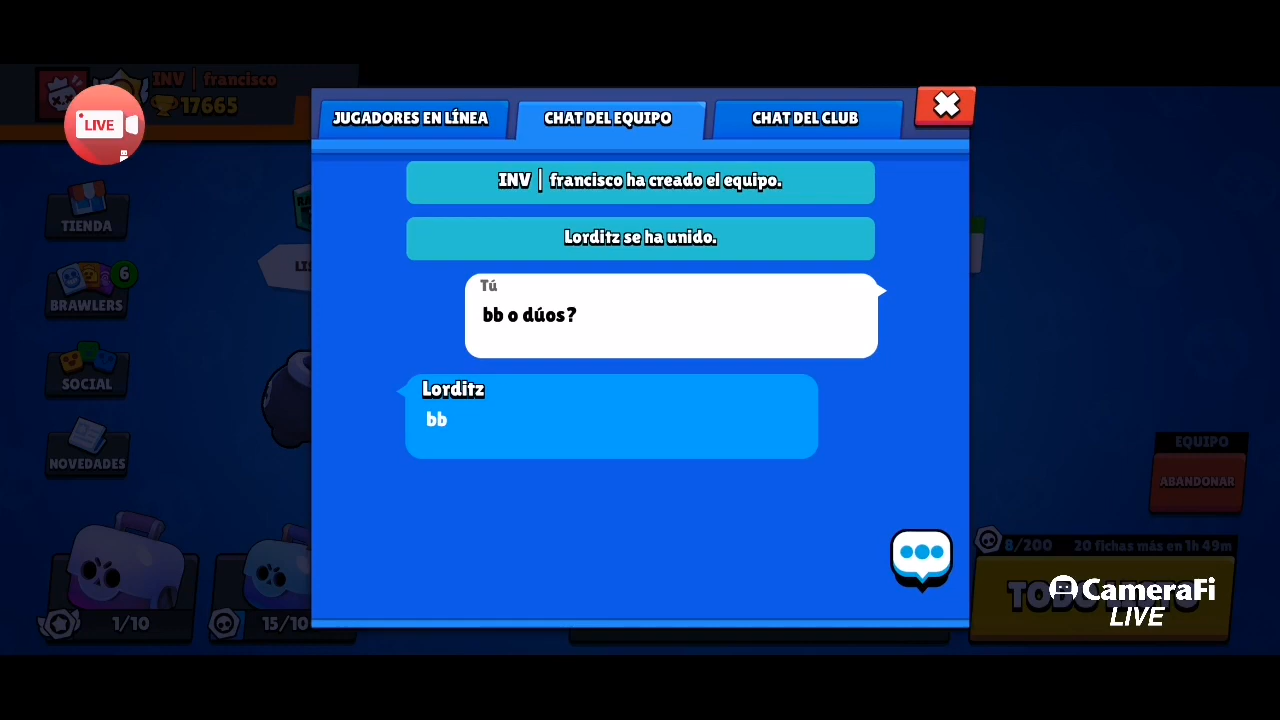 INV | francisco
17665
LIVE
JUGADORES EN LÍNEA
CHAT DEL EQUIPO
CHAT DEL CLUB
INV | francisco ha creado el equipo.
Lorditz se ha unido.
Tú
bb o dúos?
Lorditz
bb
TIENDA
6
BRAWLERS
SOCIAL
NOVEDADES
EQUIPO
ABANDONAR
8/200
20 fichas más en 1h 49m
1/10
15/10
CameraFi
LIVE